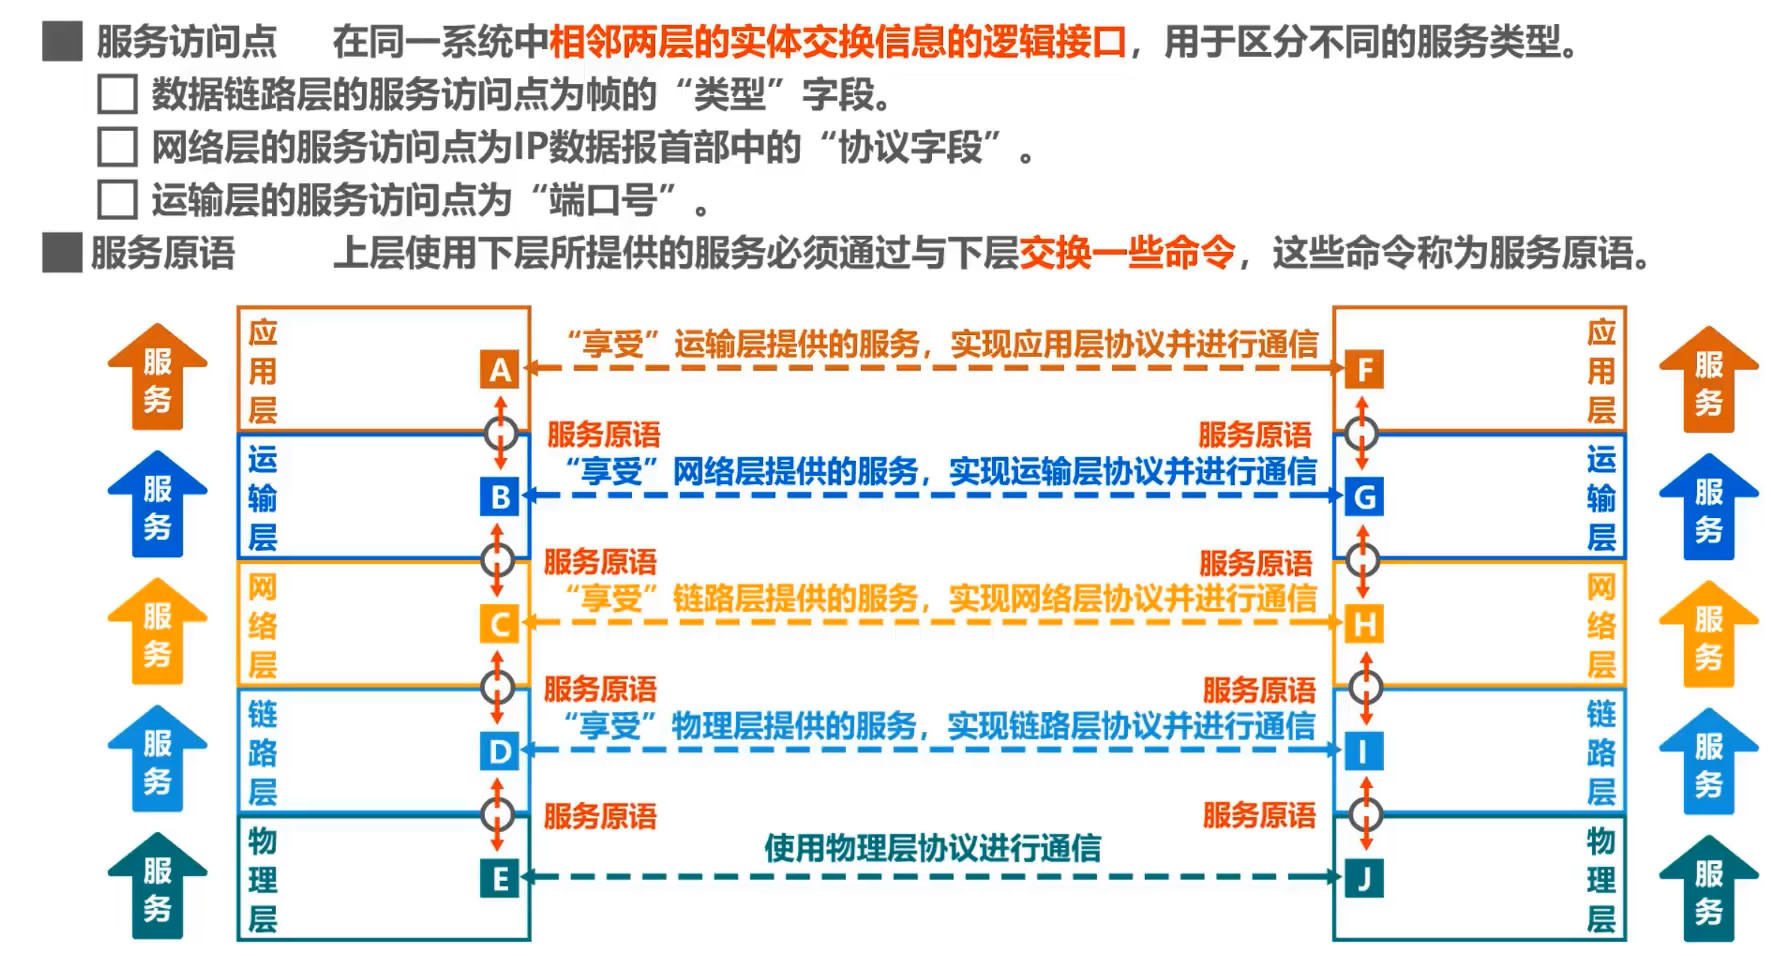 服务访问点 在同一系统中相邻两层的实体交换信息的逻辑接口，用于区分不同的服务类型。
数据链路层的服务访问点为帧的“类型”字段。
网络层的服务访问点为IP数据报首部中的“协议字段”。
运输层的服务访问点为“端口号”。
服务原语 上层使用下层所提供的服务必须通过与下层交换一些命令，这些命令称为服务原语。
服务
应用层
A
“享受”运输层提供的服务，实现应用层协议并进行通信
F
应用层
服务
服务原语
服务原语
服务
运输层
B
“享受”网络层提供的服务，实现运输层协议并进行通信
G
运输层
服务
服务原语
服务原语
服务
网络层
C
“享受”链路层提供的服务，实现网络层协议并进行通信
H
网络层
服务
服务原语
服务原语
服务
链路层
D
“享受”物理层提供的服务，实现链路层协议并进行通信
I
链路层
服务
服务原语
服务原语
服务
物理层
E
使用物理层协议进行通信
J
物理层
服务